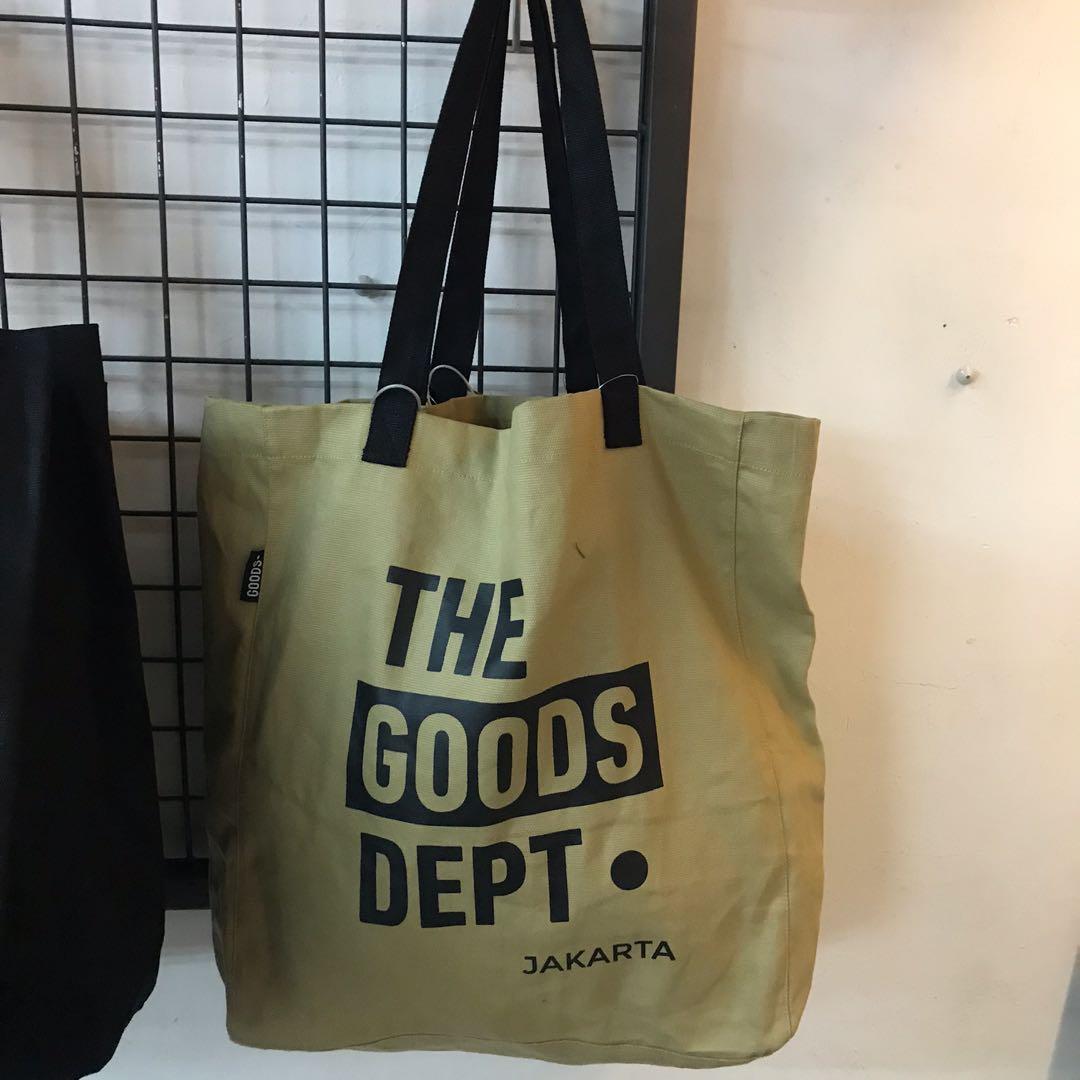 GOODS-
THE
GOODS
DEPT •
JAKARTA